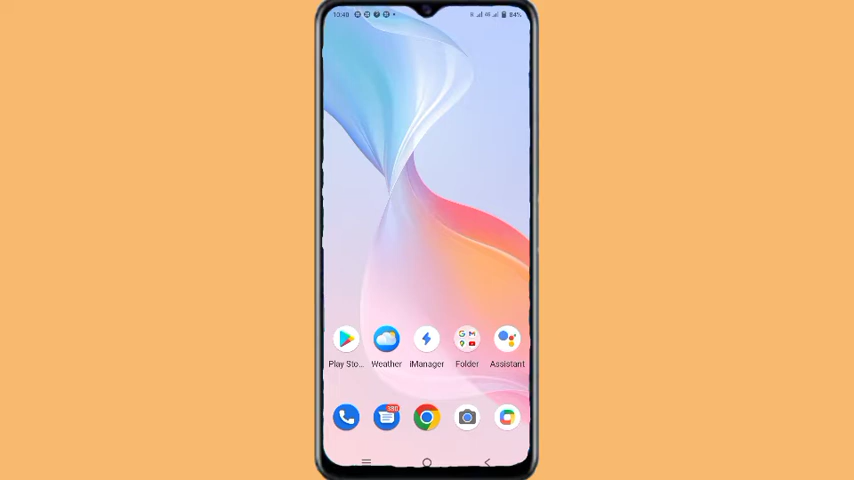 10:48
84%
Play Sto...
Weather
iManager
Folder
Assistant